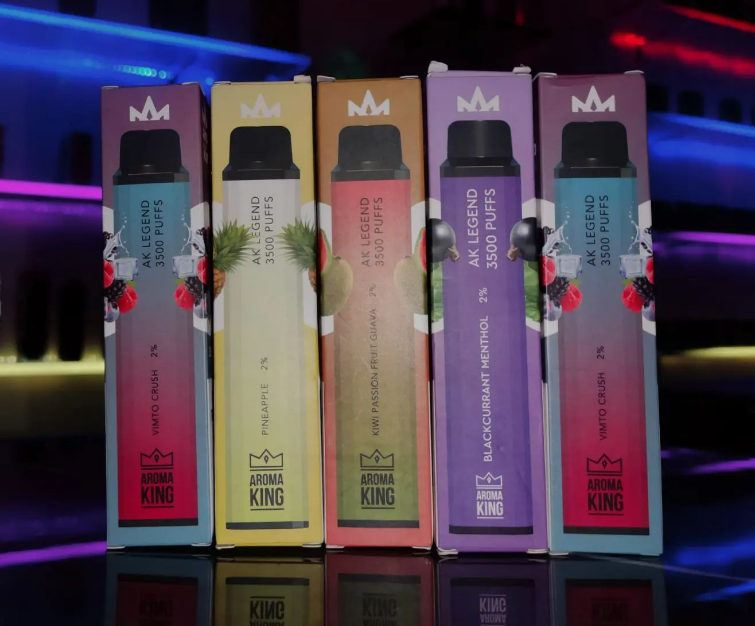 AK LEGEND
3500 PUFFS
VIMTO CRUSH 2%
AROMA
KING
AK LEGEND
3500 PUFFS
PINEAPPLE 2%
AROMA
KING
AK LEGEND
3500 PUFFS
KIWI PASSION FRUIT GUAVA 2%
AROMA
KING
AK LEGEND
3500 PUFFS
BLACKCURRANT MENTHOL 2%
AROMA
KING
AK LEGEND
3500 PUFFS
VIMTO CRUSH 2%
AROMA
KING